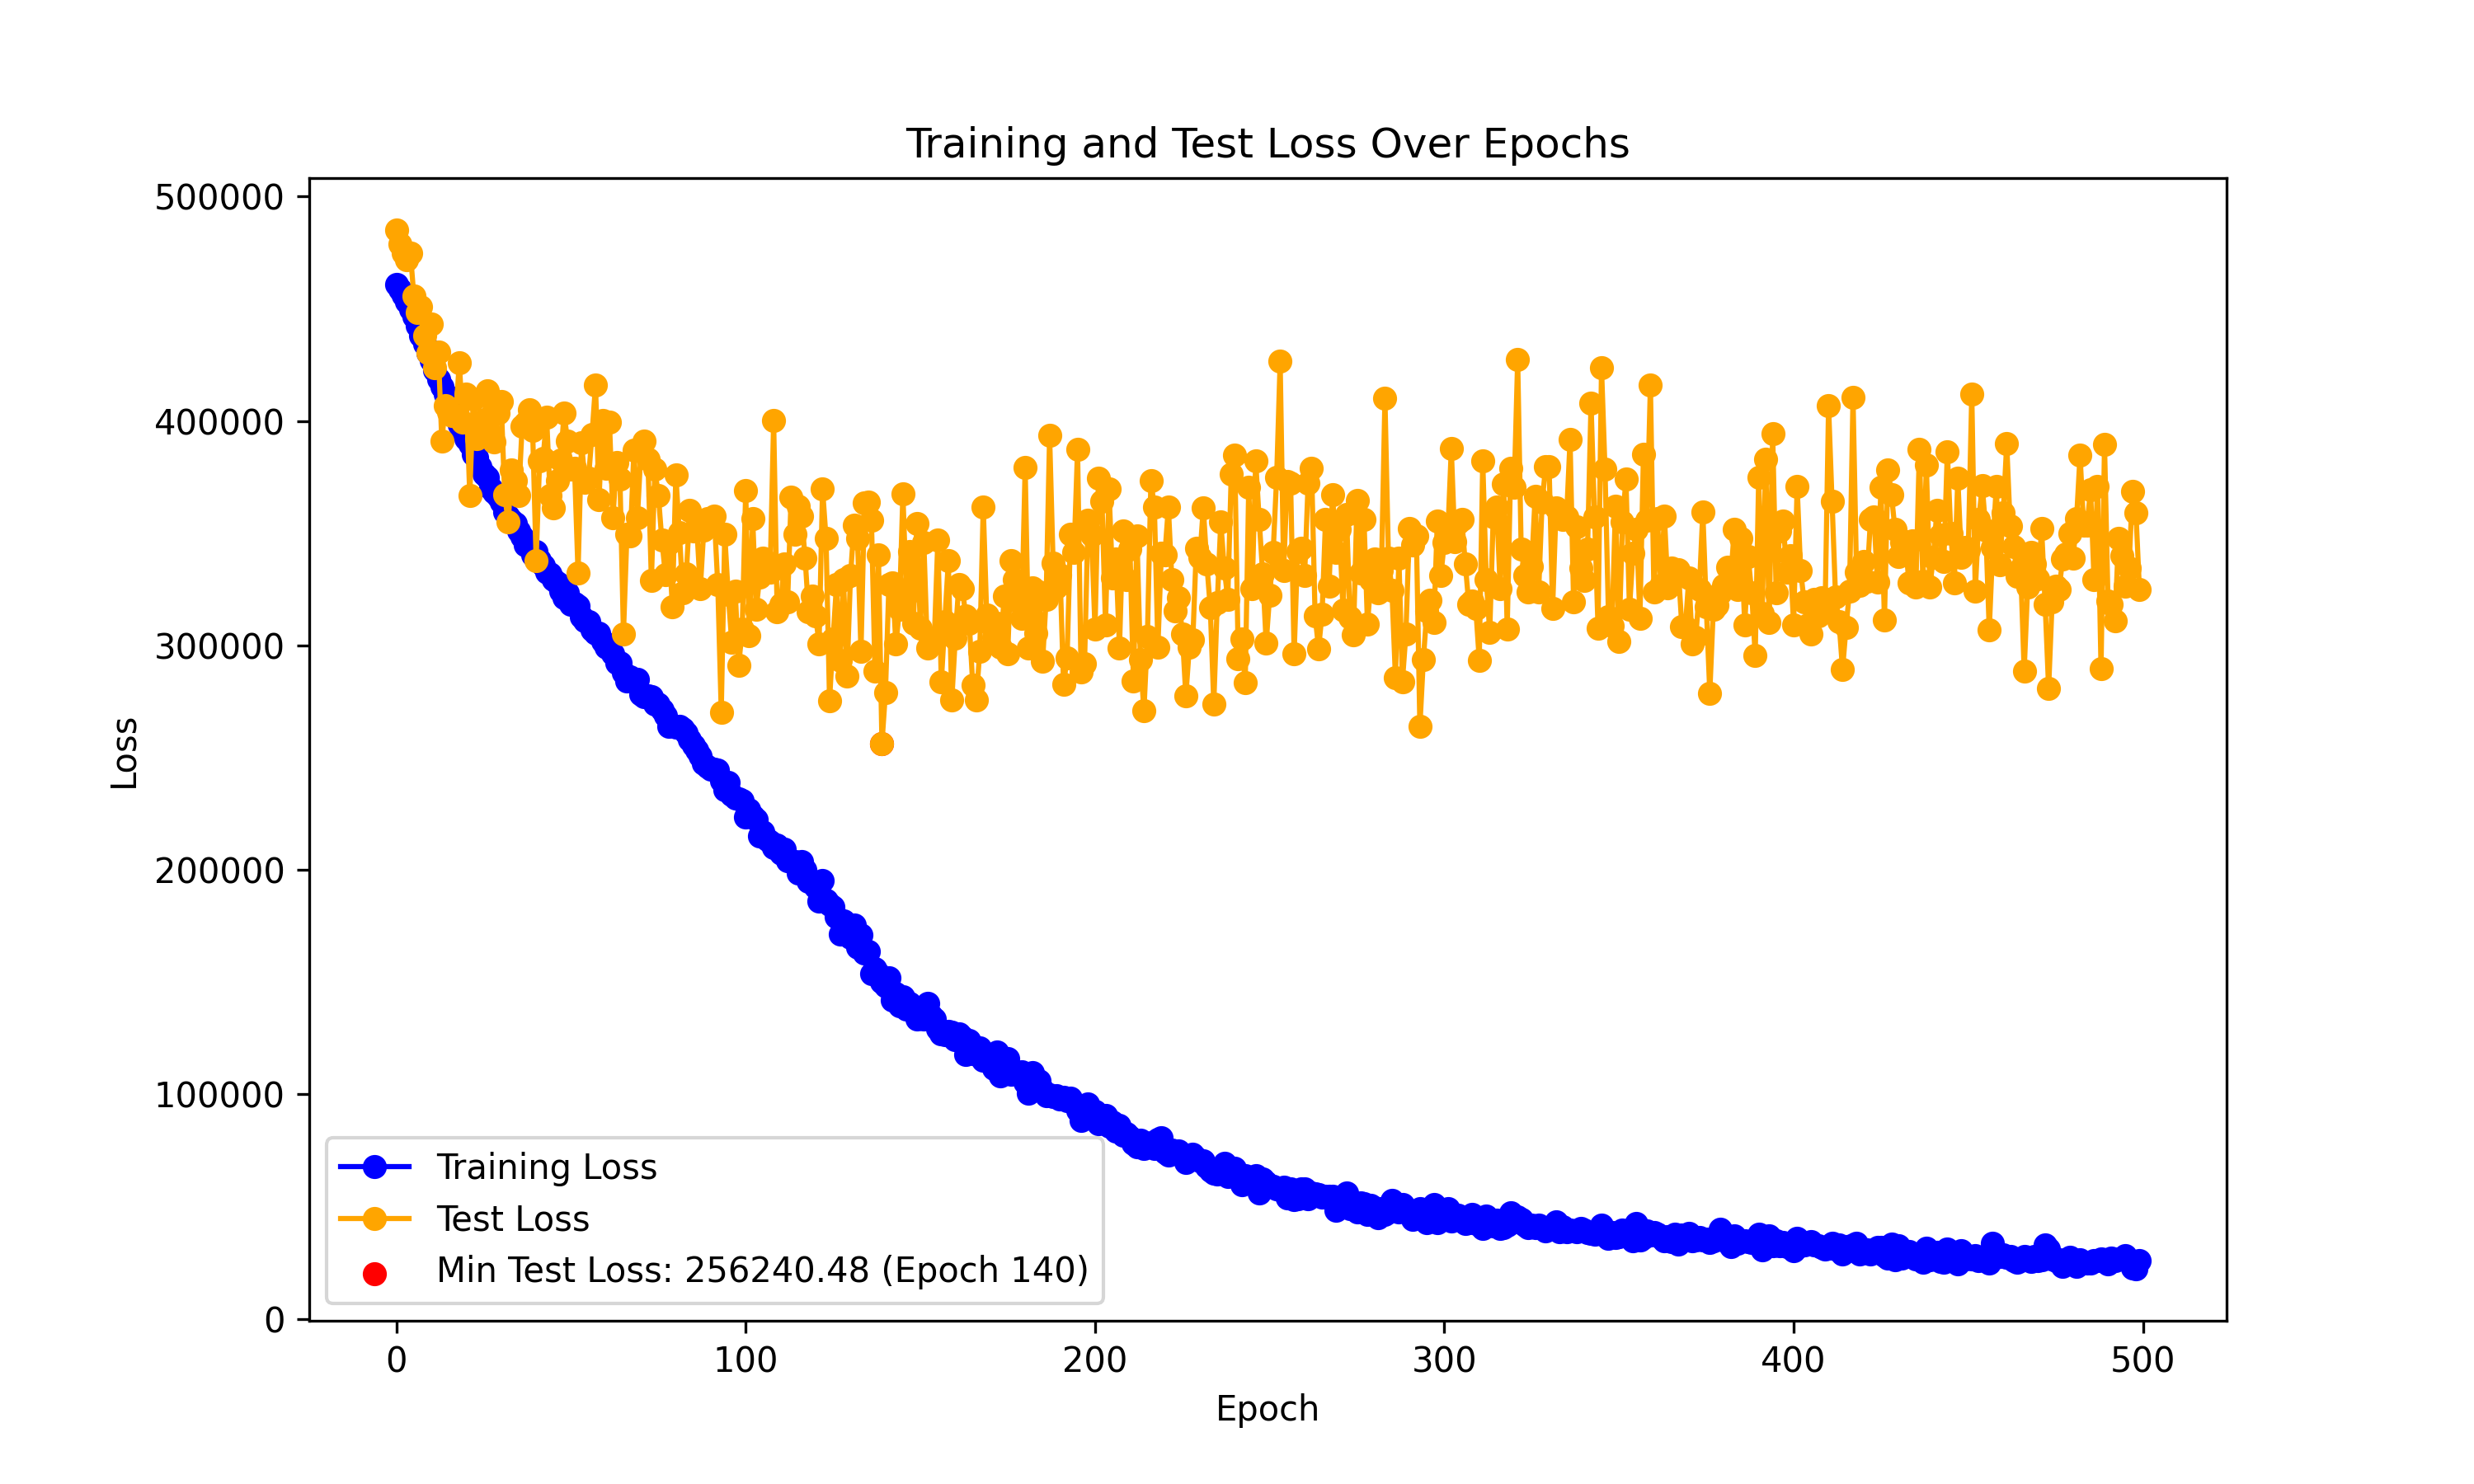 Training and Test Loss Over Epochs
500000
400000
300000
200000
100000
0
Loss
Training Loss
Test Loss
Min Test Loss: 256240.48 (Epoch 140)
0 100 200 300 400 500
Epoch